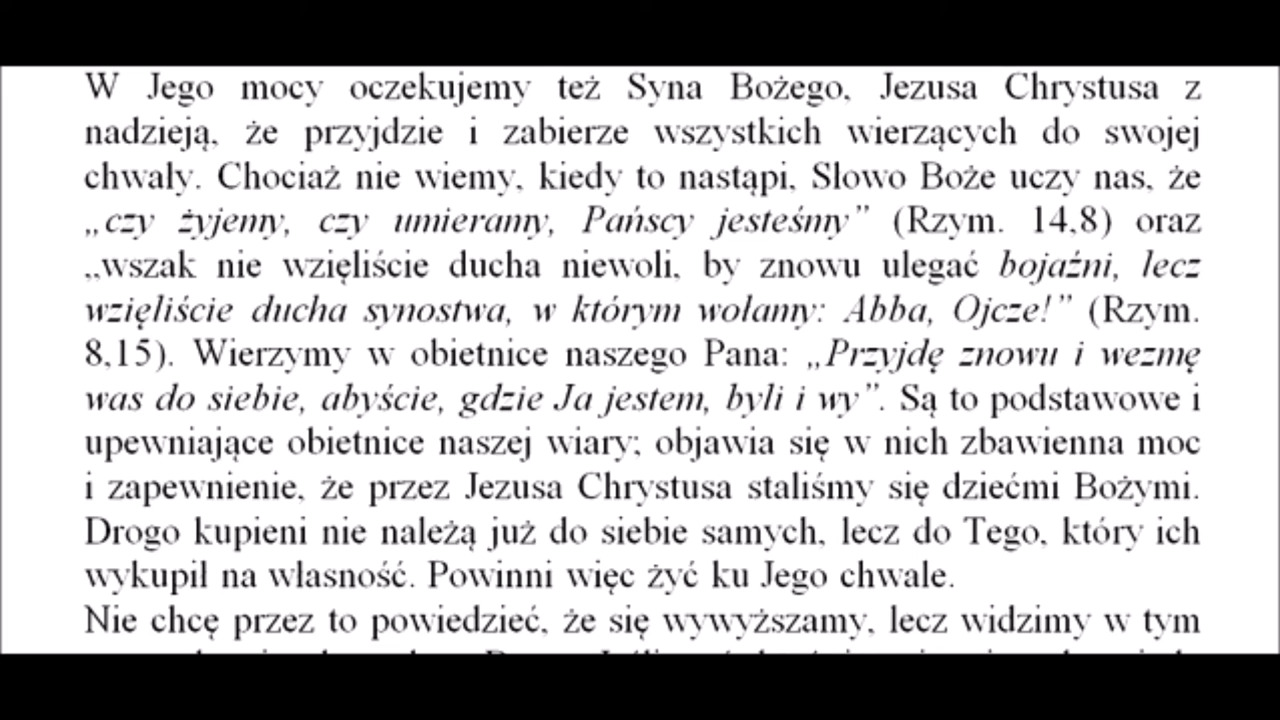 W Jego mocy oczekujemy też Syna Bożego, Jezusa Chrystusa z
nadzieją, że przyjdzie i zabierze wszystkich wierzących do swojej
chwały. Chociaż nie wiemy, kiedy to nastąpi, Słowo Boże uczy nas, że
„czy żyjemy, czy umieramy, Pańscy jesteśmy” (Rzym. 14,8) oraz
„wszak nie wzięliście ducha niewoli, by znowu ulegać bojaźni, lecz
wzięliście ducha synostwa, w którym wołamy: Abba, Ojcze!” (Rzym.
8,15). Wierzymy w obietnice naszego Pana: „Przyjdę znowu i wezmę
was do siebie, abyście, gdzie Ja jestem, byli i wy”. Są to podstawowe i
upewniające obietnice naszej wiary; objawia się w nich zbawienna moc
i zapewnienie, że przez Jezusa Chrystusa staliśmy się dziećmi Bożymi.
Drogo kupieni nie należą już do siebie samych, lecz do Tego, który ich
wykupił na własność. Powinni więc żyć ku Jego chwale.
Nie chcę przez to powiedzieć, że się wywyższamy, lecz widzimy w tym